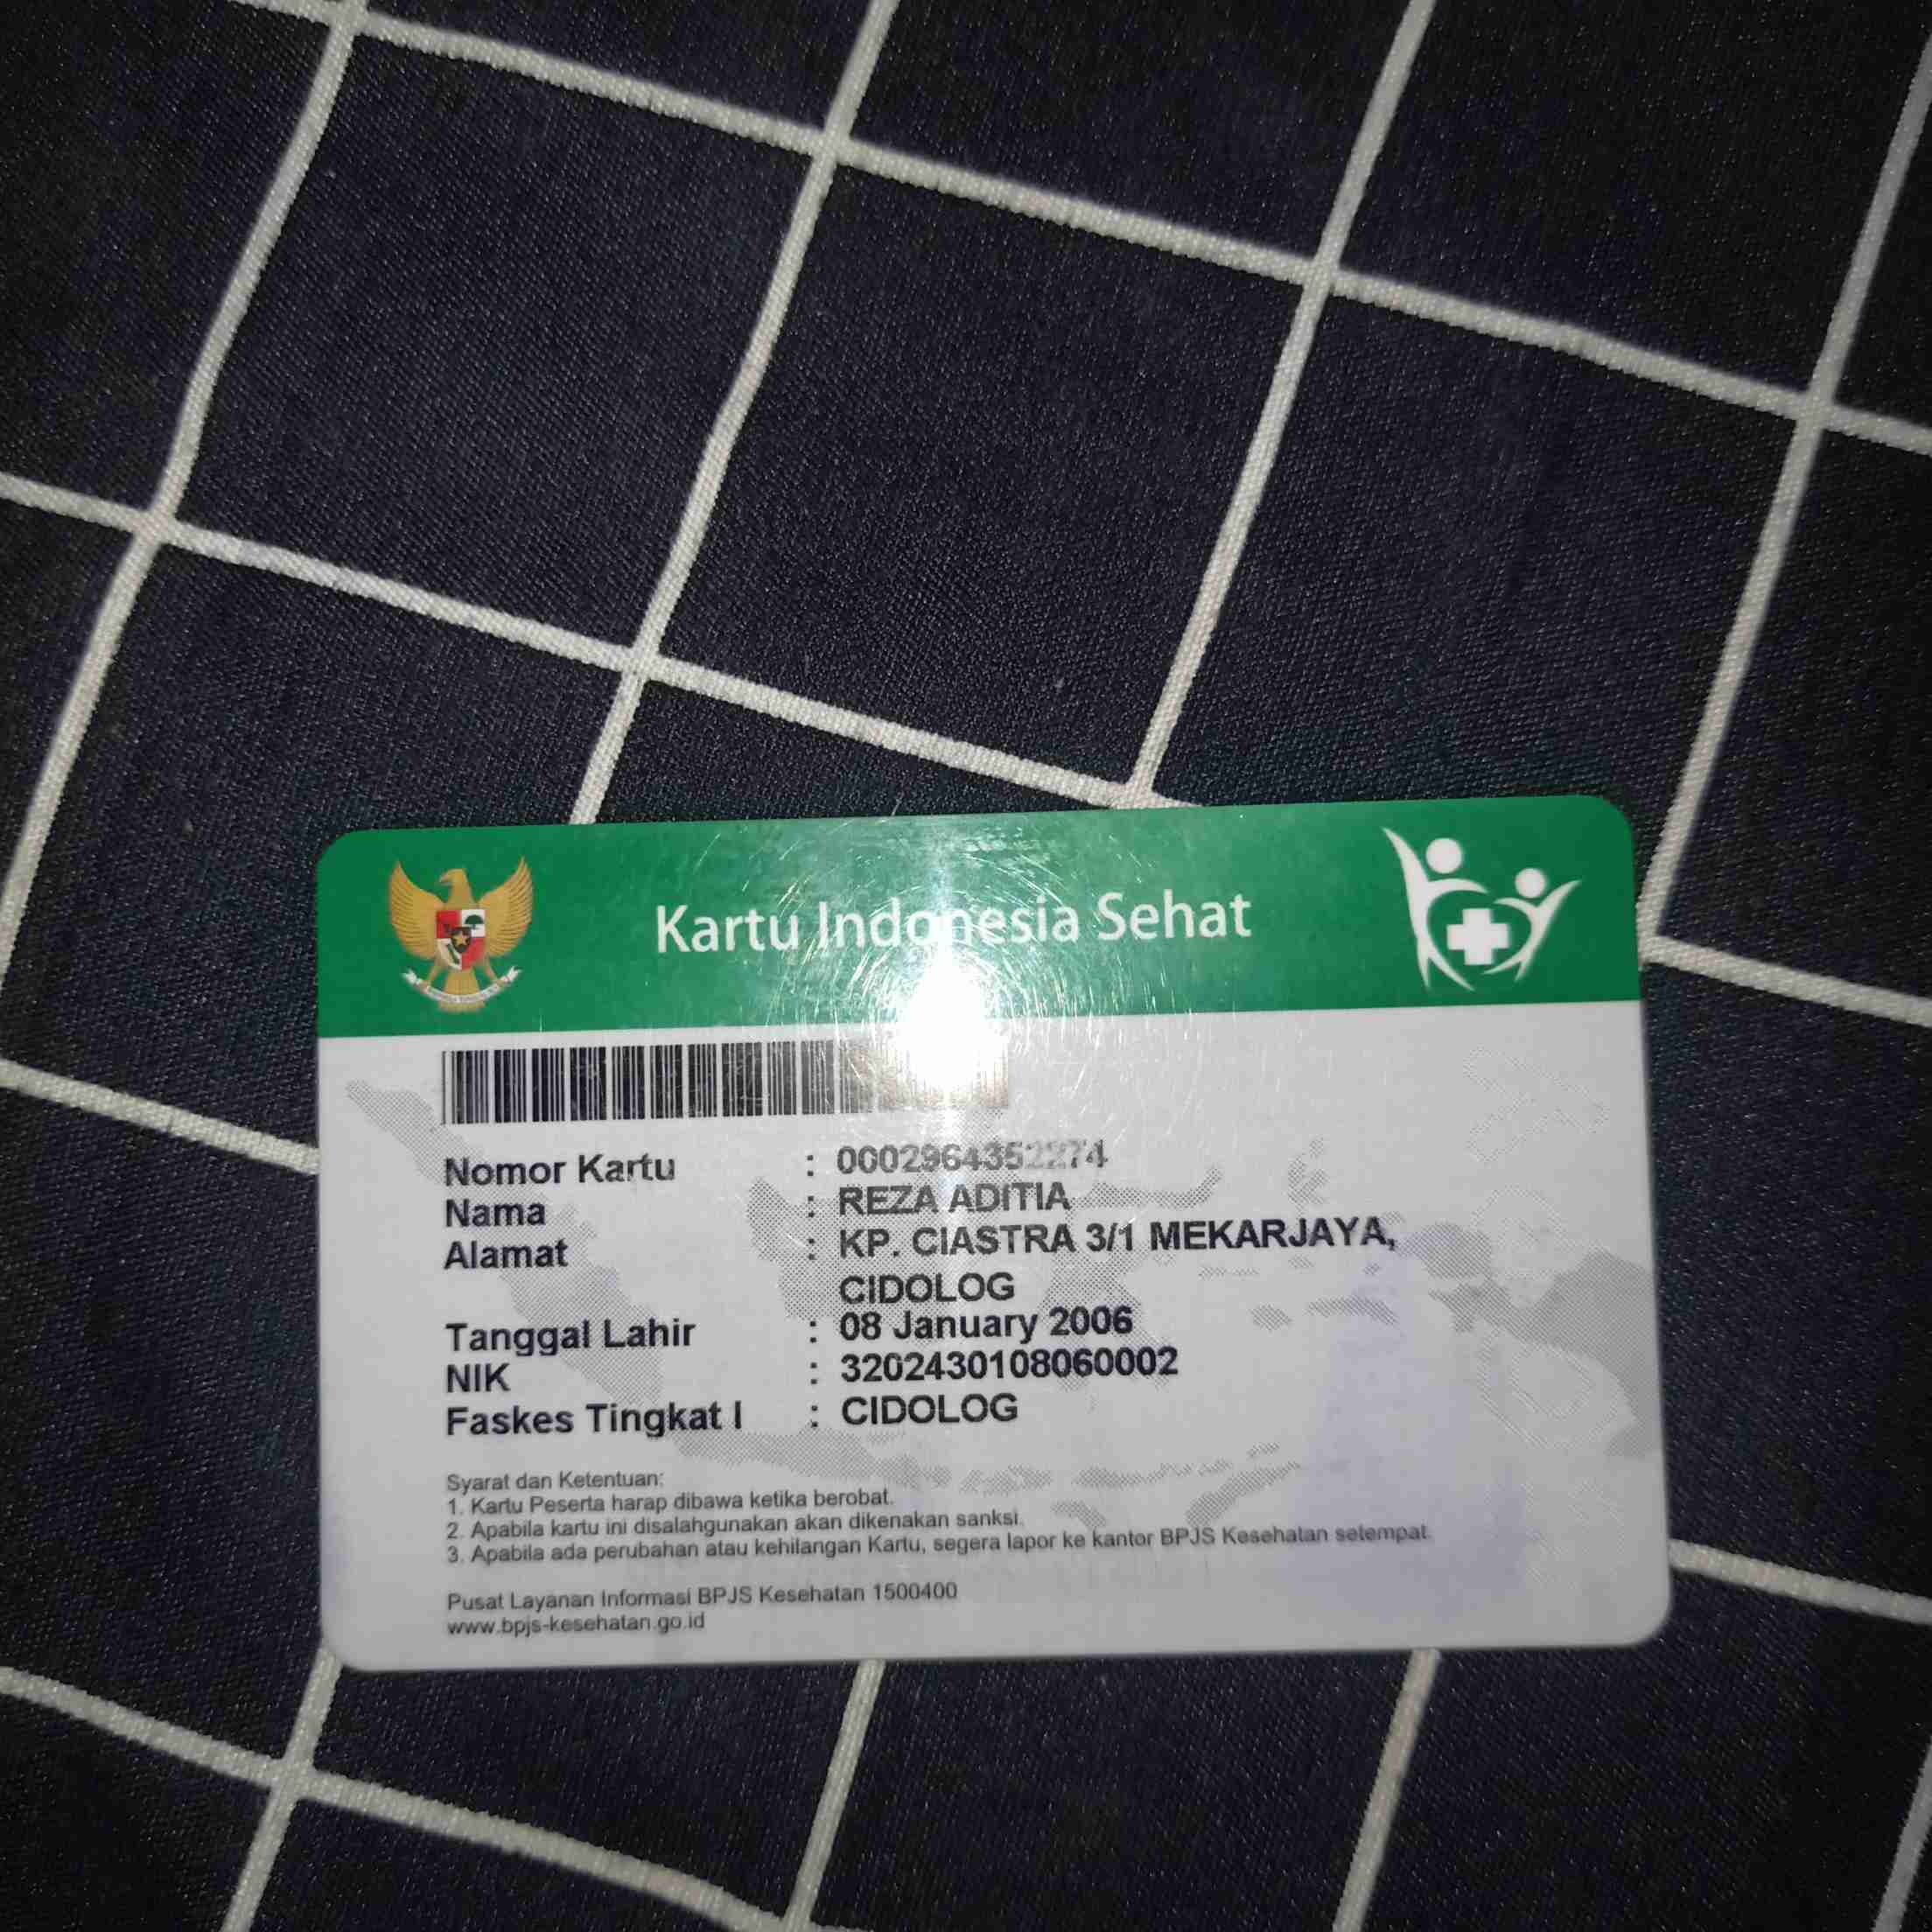 Kartu Indonesia Sehat
Nomor Kartu : 0002964352274
Nama : REZA ADITIA
Alamat : KP. CIASTRA 3/1 MEKARJAYA,
CIDOLOG
Tanggal Lahir : 08 January 2006
NIK : 3202430108060002
Faskes Tingkat I : CIDOLOG
Syarat dan Ketentuan:
1. Kartu Peserta harap dibawa ketika berobat.
2. Apabila kartu ini disalahgunakan akan dikenakan sanksi.
3. Apabila ada perubahan atau kehilangan Kartu, segera lapor ke kantor BPJS Kesehatan setempat.
Pusat Layanan Informasi BPJS Kesehatan 1500400
www.bpjs-kesehatan.go.id